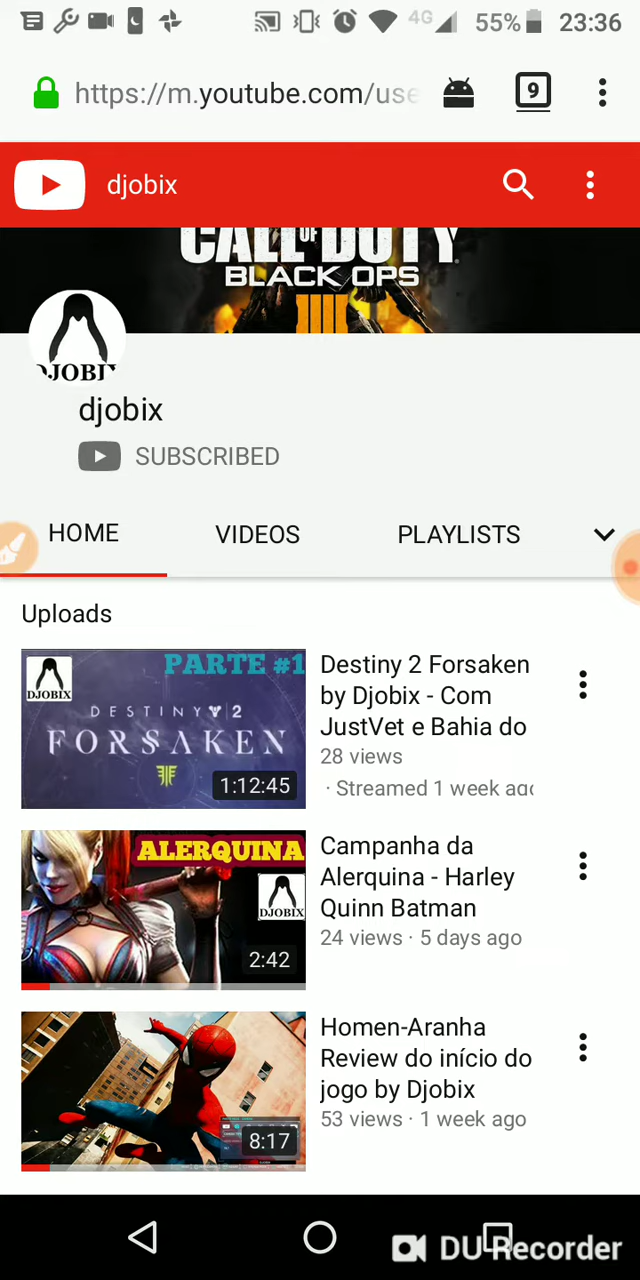 4G 55% 23:36
https://m.youtube.com/use 9
djobix
CALL OF DUTY
BLACK OPS
IIII
DJOBIX
djobix
SUBSCRIBED
HOME VIDEOS PLAYLISTS
Uploads
PARTE #1
DJOBIX
DESTINY 2
FORSAKEN
1:12:45
Destiny 2 Forsaken
by Djobix - Com
JustVet e Bahia do
28 views
· Streamed 1 week ago
ALERQUINA
DJOBIX
2:42
Campanha da
Alerquina - Harley
Quinn Batman
24 views · 5 days ago
8:17
Homen-Aranha
Review do início do
jogo by Djobix
53 views · 1 week ago
DU Recorder